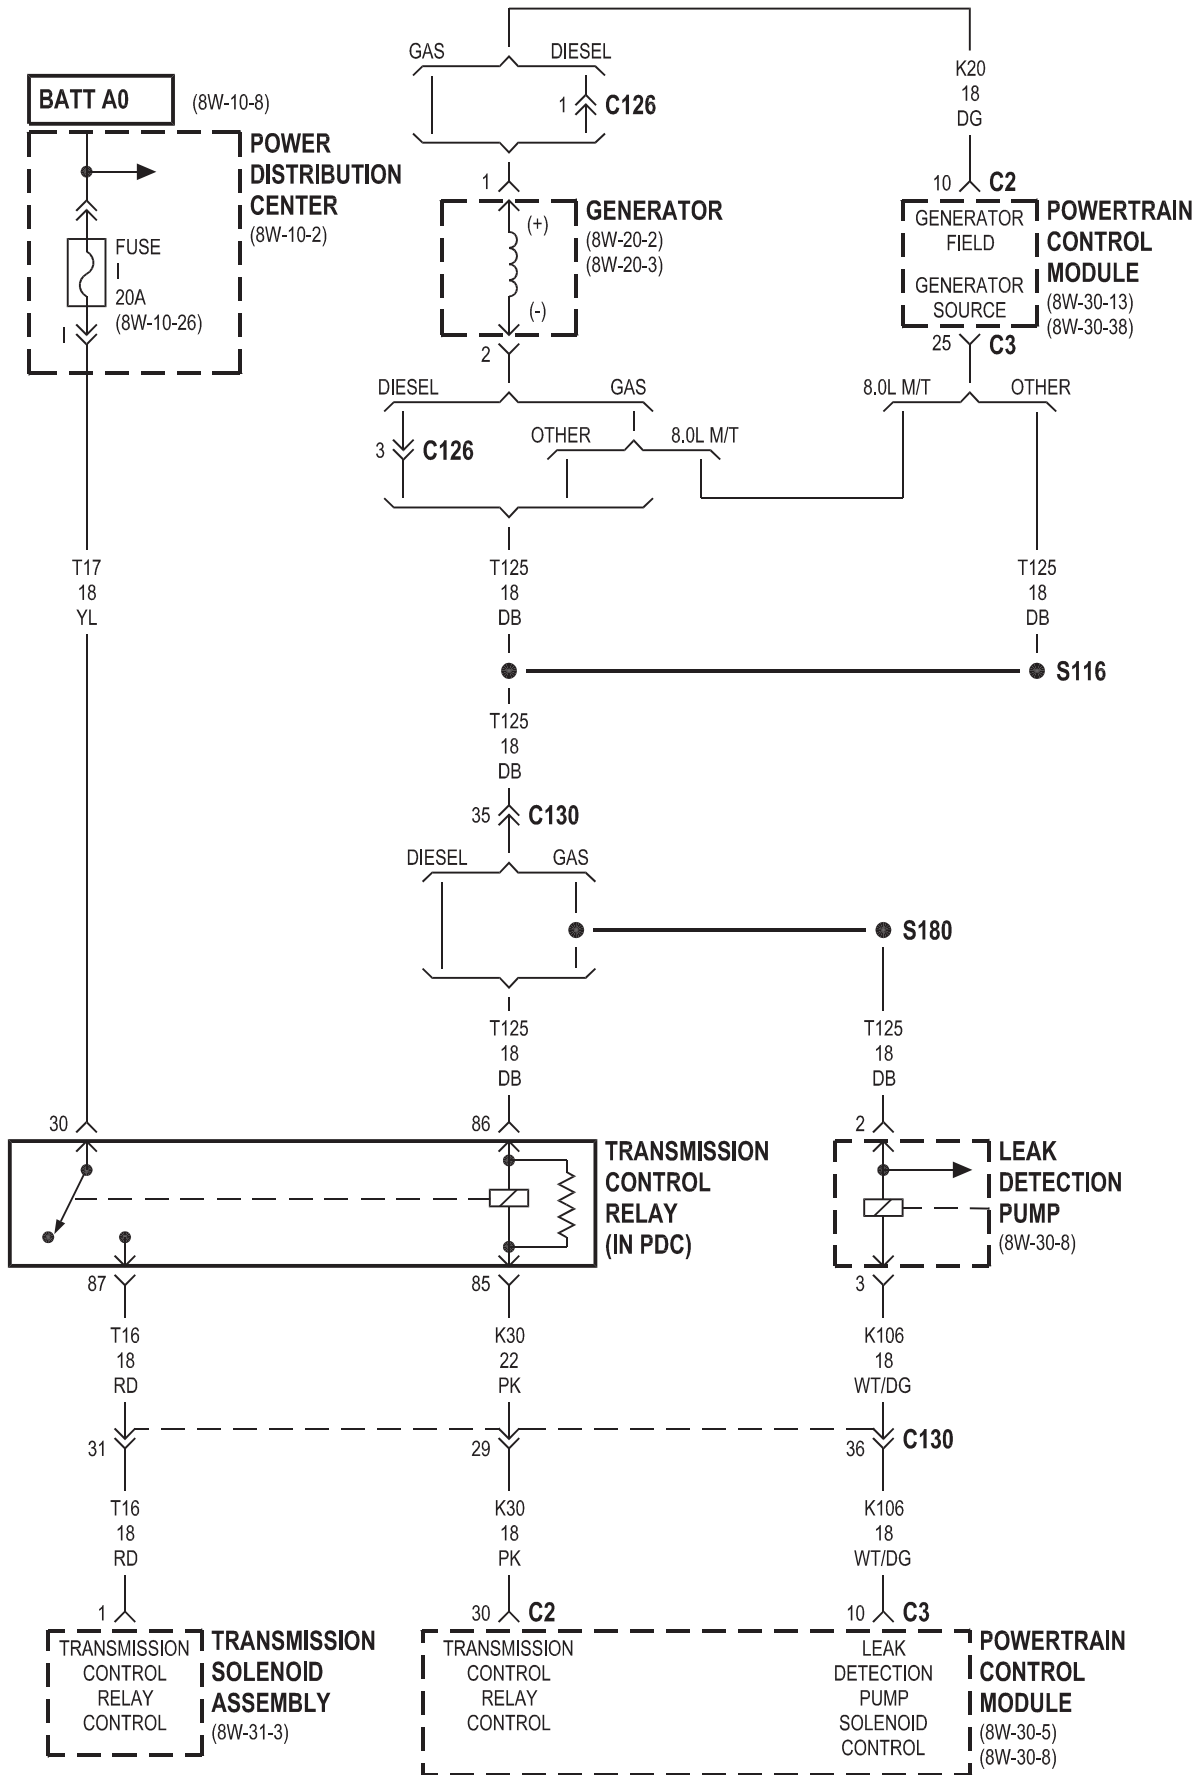 GAS
DIESEL
K20
18
DG
1
C126
BATT A0
(8W-10-8)
POWER
DISTRIBUTION
CENTER
(8W-10-2)
FUSE
I
20A
(8W-10-26)
I
1
GENERATOR
(8W-20-2)
(8W-20-3)
(+)
(-)
2
10
C2
GENERATOR
FIELD
GENERATOR
SOURCE
POWERTRAIN
CONTROL
MODULE
(8W-30-13)
(8W-30-38)
25
C3
DIESEL
GAS
8.0L M/T
OTHER
3
C126
OTHER
8.0L M/T
T17
18
YL
T125
18
DB
T125
18
DB
S116
T125
18
DB
35
C130
DIESEL
GAS
S180
T125
18
DB
T125
18
DB
30
86
2
TRANSMISSION
CONTROL
RELAY
(IN PDC)
LEAK
DETECTION
PUMP
(8W-30-8)
87
85
3
T16
18
RD
K30
22
PK
K106
18
WT/DG
31
29
36
C130
T16
18
RD
K30
18
PK
K106
18
WT/DG
1
30
C2
10
C3
TRANSMISSION
CONTROL
RELAY
CONTROL
TRANSMISSION
SOLENOID
ASSEMBLY
(8W-31-3)
TRANSMISSION
CONTROL
RELAY
CONTROL
LEAK
DETECTION
PUMP
SOLENOID
CONTROL
POWERTRAIN
CONTROL
MODULE
(8W-30-5)
(8W-30-8)